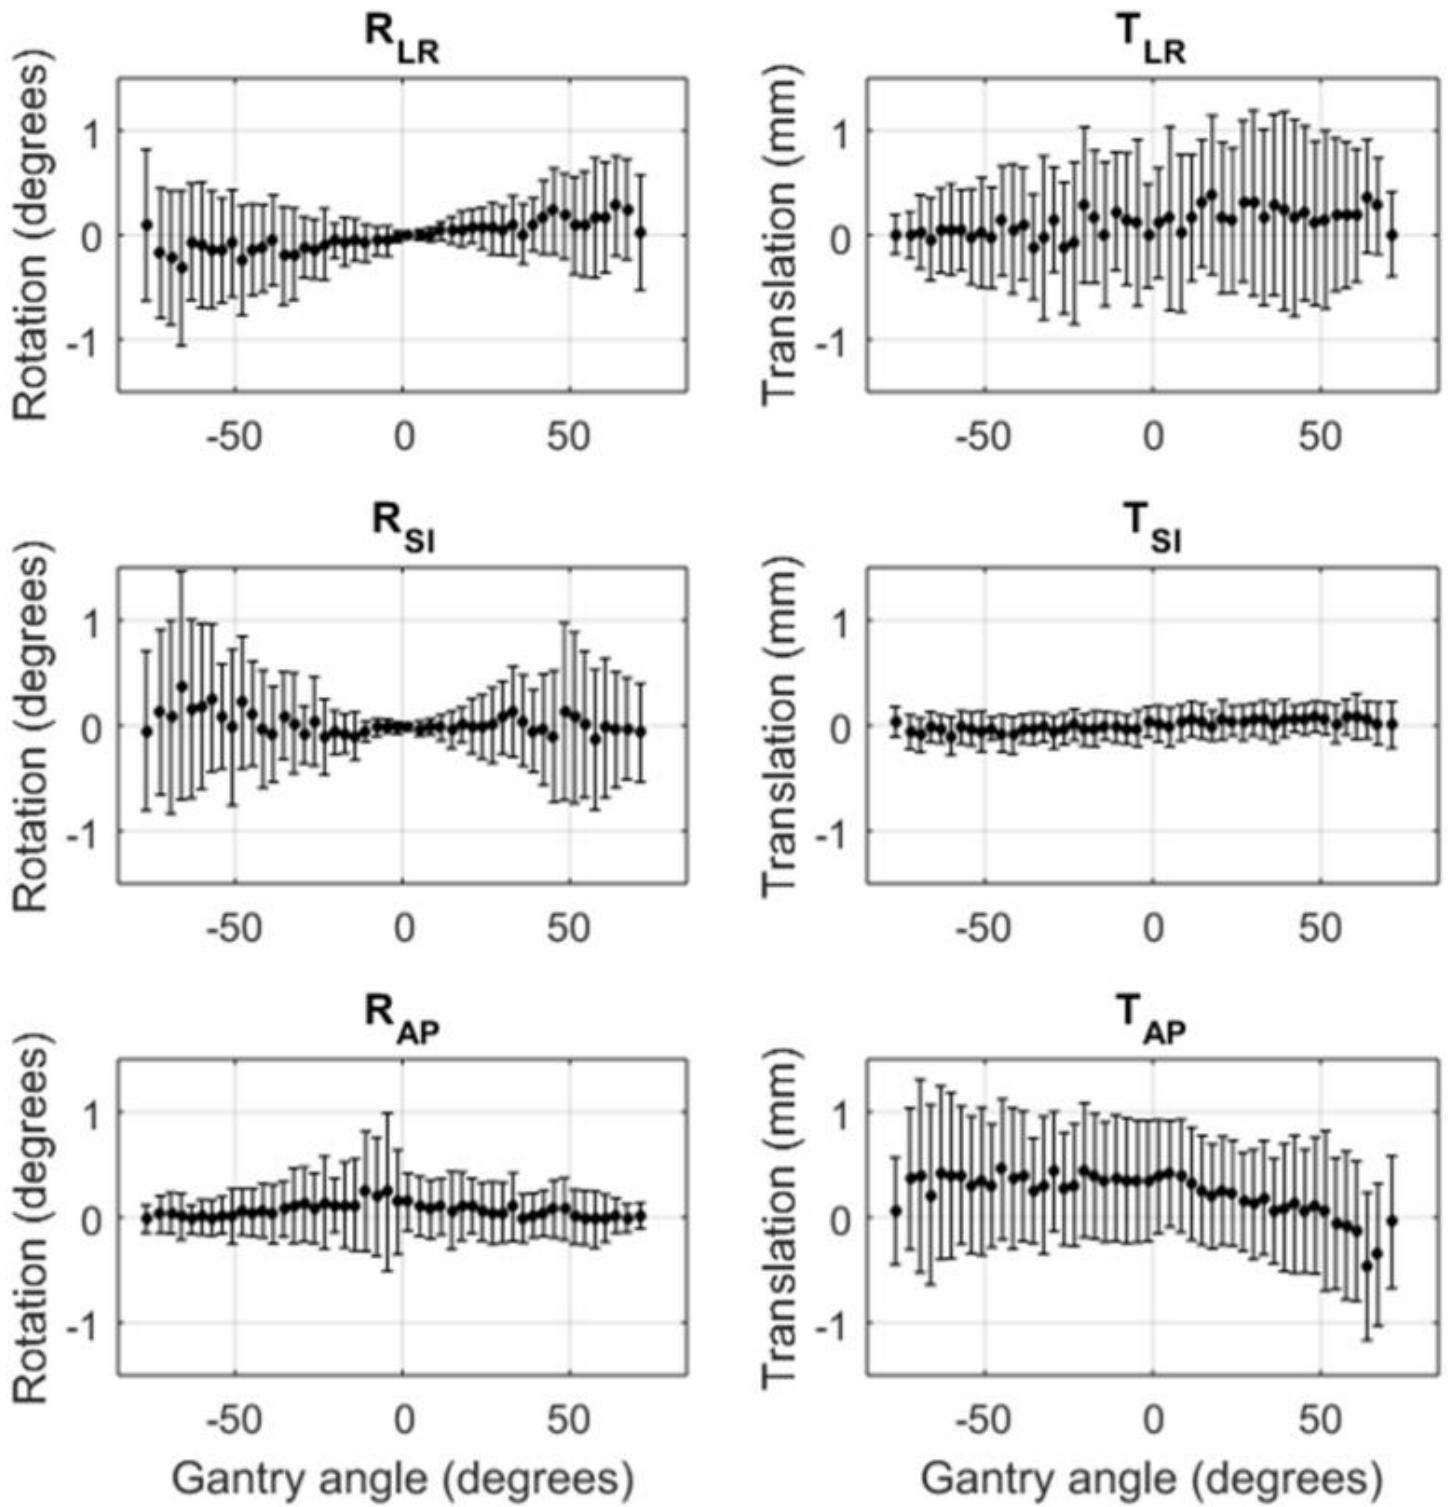 R_LR
Rotation (degrees)
1
0
-1
-50 0 50
T_LR
Translation (mm)
1
0
-1
-50 0 50
R_SI
Rotation (degrees)
1
0
-1
-50 0 50
T_SI
Translation (mm)
1
0
-1
-50 0 50
R_AP
Rotation (degrees)
1
0
-1
-50 0 50
Gantry angle (degrees)
T_AP
Translation (mm)
1
0
-1
-50 0 50
Gantry angle (degrees)